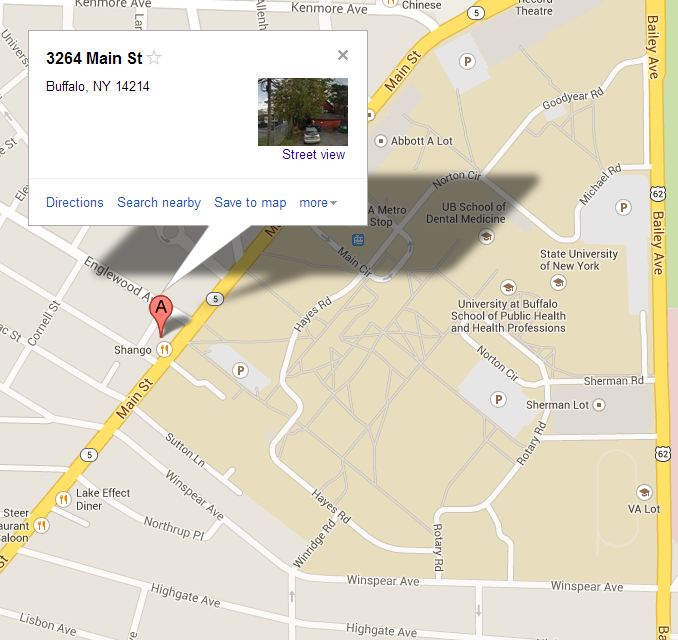 Kenmore Ave
Kenmore Ave
Chinese
5
Record
Theatre
Bailey Ave
3264 Main St
Buffalo, NY 14214
Street view
Directions
Search nearby
Save to map
more
Main St
P
Goodyear Rd
Abbott A Lot
Norton Cir
Michael Rd
62
P
A Metro
Stop
UB School of
Dental Medicine
Bailey Ave
Main Cir
State University
of New York
Englewood Ave
5
Hayes Rd
University at Buffalo
School of Public Health
and Health Professions
Cornell St
A
Shango
P
Norton Cir
Sherman Rd
P
Sherman Lot
Main St
Rotary Rd
Sutton Ln
5
62
Winspear Ave
Lake Effect
Diner
VA Lot
Steer
Hayes Rd
Northrup Pl
Winridge Rd
Rotary Rd
Winspear Ave
Winspear Ave
Highgate Ave
Highgate Ave
Lisbon Ave